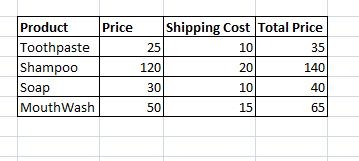 Product Price Shipping Cost Total Price
Toothpaste 25 10 35
Shampoo 120 20 140
Soap 30 10 40
MouthWash 50 15 65